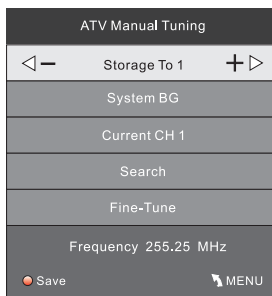 ATV Manual Tuning
Storage To 1
System BG
Current CH 1
Search
Fine-Tune
Frequency 255.25 MHz
Save MENU